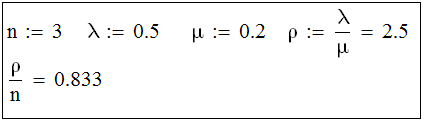 n := 3 λ := 0.5 μ := 0.2 ρ := λ/μ = 2.5
ρ/n = 0.833